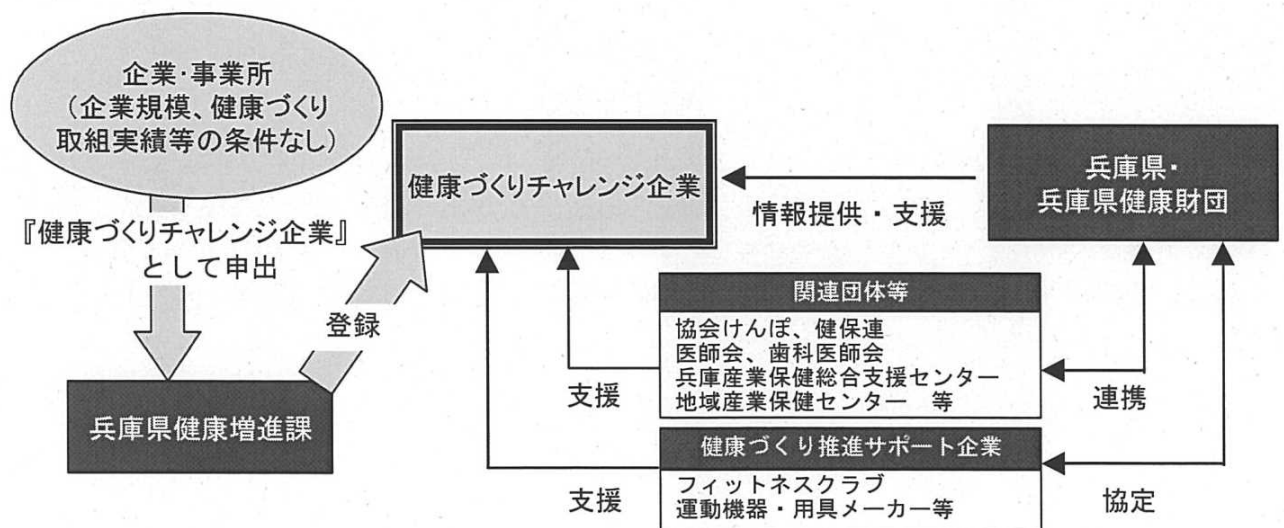 企業・事業所
(企業規模、健康づくり
取組実績等の条件なし)
『健康づくりチャレンジ企業』
として申出
兵庫県健康増進課
登録
健康づくりチャレンジ企業
情報提供・支援
兵庫県・
兵庫県健康財団
関連団体等
協会けんぽ、健保連
医師会、歯科医師会
兵庫産業保健総合支援センター
地域産業保健センター 等
支援
連携
健康づくり推進サポート企業
フィットネスクラブ
運動機器・用具メーカー等
支援
協定